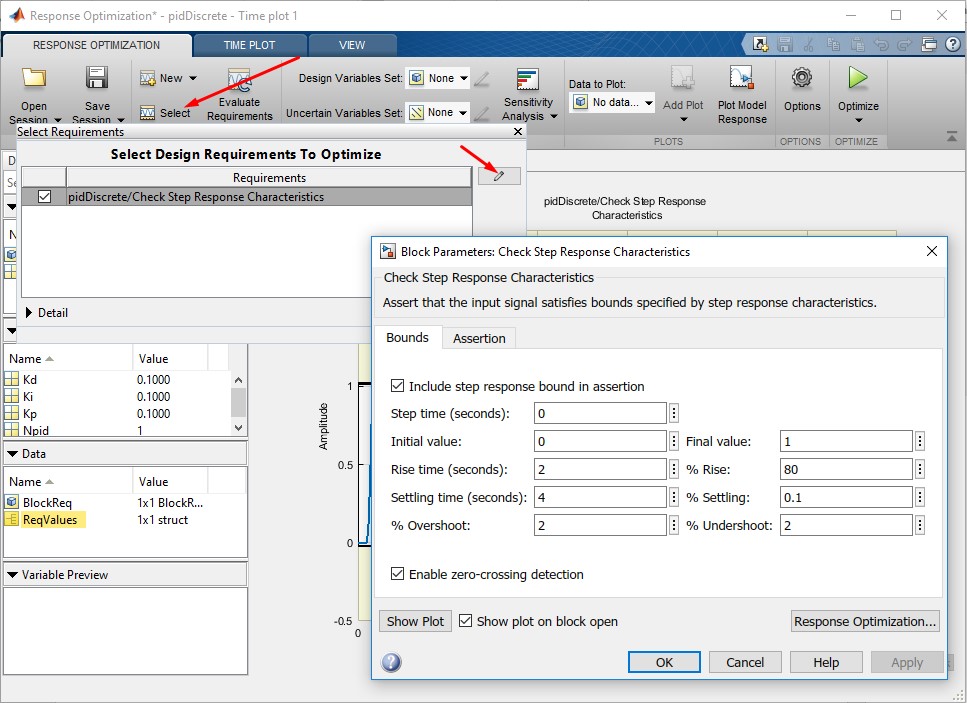 Response Optimization* - pidDiscrete - Time plot 1
RESPONSE OPTIMIZATION TIME PLOT VIEW
Open Session
Save Session
New
Select
Evaluate Requirements
Design Variables Set: None
Uncertain Variables Set: None
Sensitivity Analysis
Data to Plot:
No data...
Add Plot
Plot Model Response
Options
Optimize
PLOTS OPTIONS OPTIMIZE
Select Requirements
Select Design Requirements To Optimize
Requirements
pidDiscrete/Check Step Response Characteristics
Detail
pidDiscrete/Check Step Response
Characteristics
Name Value
Kd 0.1000
Ki 0.1000
Kp 0.1000
Npid 1
Data
Name Value
BlockReq 1x1 BlockR...
ReqValues 1x1 struct
Variable Preview
Amplitude
1
0.5
0
-0.5
0
Block Parameters: Check Step Response Characteristics
Check Step Response Characteristics
Assert that the input signal satisfies bounds specified by step response characteristics.
Bounds Assertion
Include step response bound in assertion
Step time (seconds): 0
Initial value: 0 Final value: 1
Rise time (seconds): 2 % Rise: 80
Settling time (seconds): 4 % Settling: 0.1
% Overshoot: 2 % Undershoot: 2
Enable zero-crossing detection
Show Plot Show plot on block open Response Optimization...
OK Cancel Help Apply